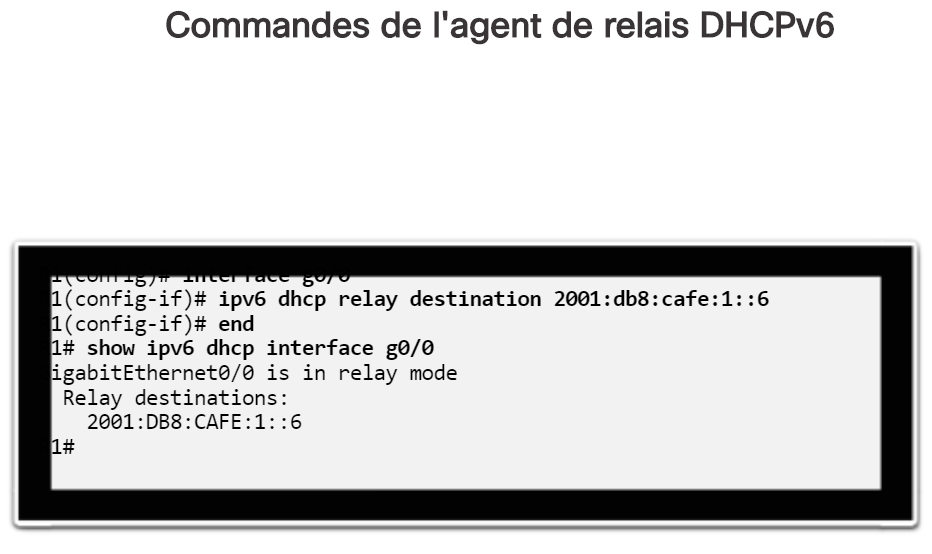 Commandes de l'agent de relais DHCPv6
1(config)# interface g0/0
1(config-if)# ipv6 dhcp relay destination 2001:db8:cafe:1::6
1(config-if)# end
1# show ipv6 dhcp interface g0/0
igabitEthernet0/0 is in relay mode
Relay destinations:
2001:DB8:CAFE:1::6
1#